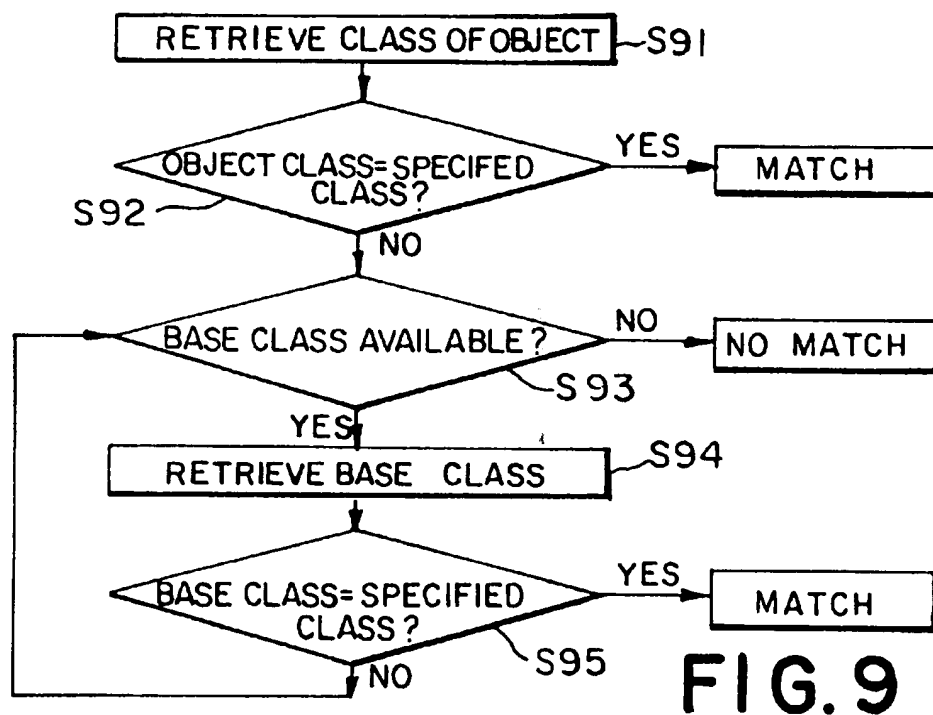 RETRIEVE CLASS OF OBJECT
S91
OBJECT CLASS=SPECIFED
CLASS?
YES
MATCH
S92
NO
BASE CLASS AVAILABLE?
NO
NO MATCH
S93
YES
RETRIEVE BASE CLASS
S94
BASE CLASS=SPECIFIED
CLASS?
YES
MATCH
S95
NO
FIG. 9